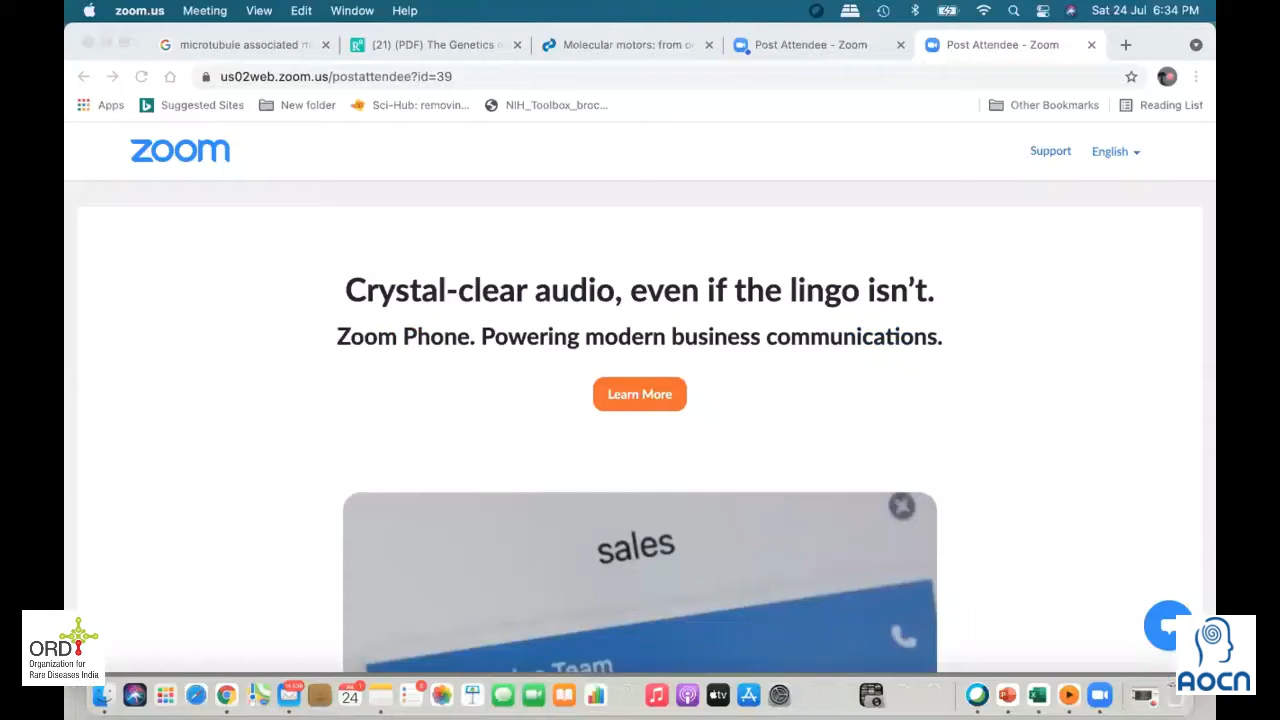 zoom.us Meeting View Edit Window Help Sat 24 Jul 6:34 PM
microtubule associated m (21) (PDF) The Genetics o Molecular motors: from o Post Attendee - Zoom Post Attendee - Zoom
us02web.zoom.us/postattendee?id=39
Apps Suggested Sites New folder Sci-Hub: removin... NIH_Toolbox_broc... Other Bookmarks Reading List
zoom Support English
Crystal-clear audio, even if the lingo isn't.
Zoom Phone. Powering modern business communications.
Learn More
sales
Team
ORDI
Organization for
Rare Diseases India
24
AOCN